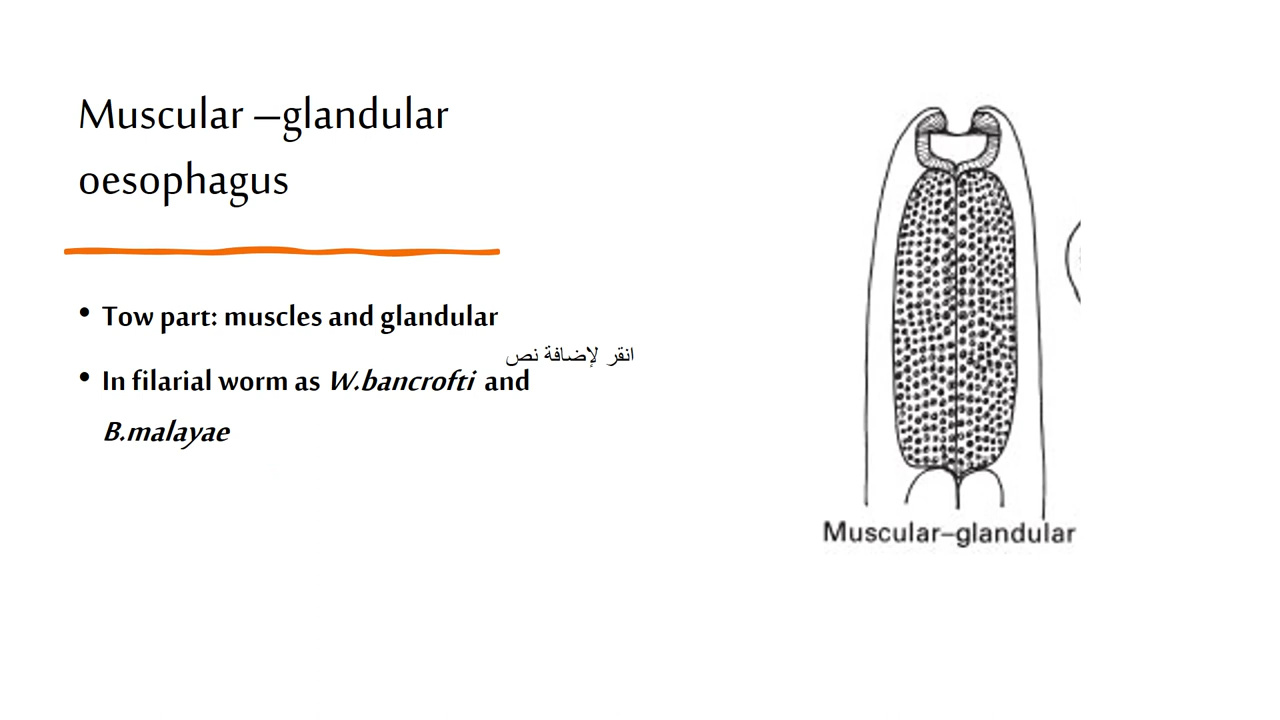 Muscular –glandular
oesophagus
• Tow part: muscles and glandular
انقر لإضافة نص
• In filarial worm as W.bancrofti and
B.malayae
Muscular–glandular